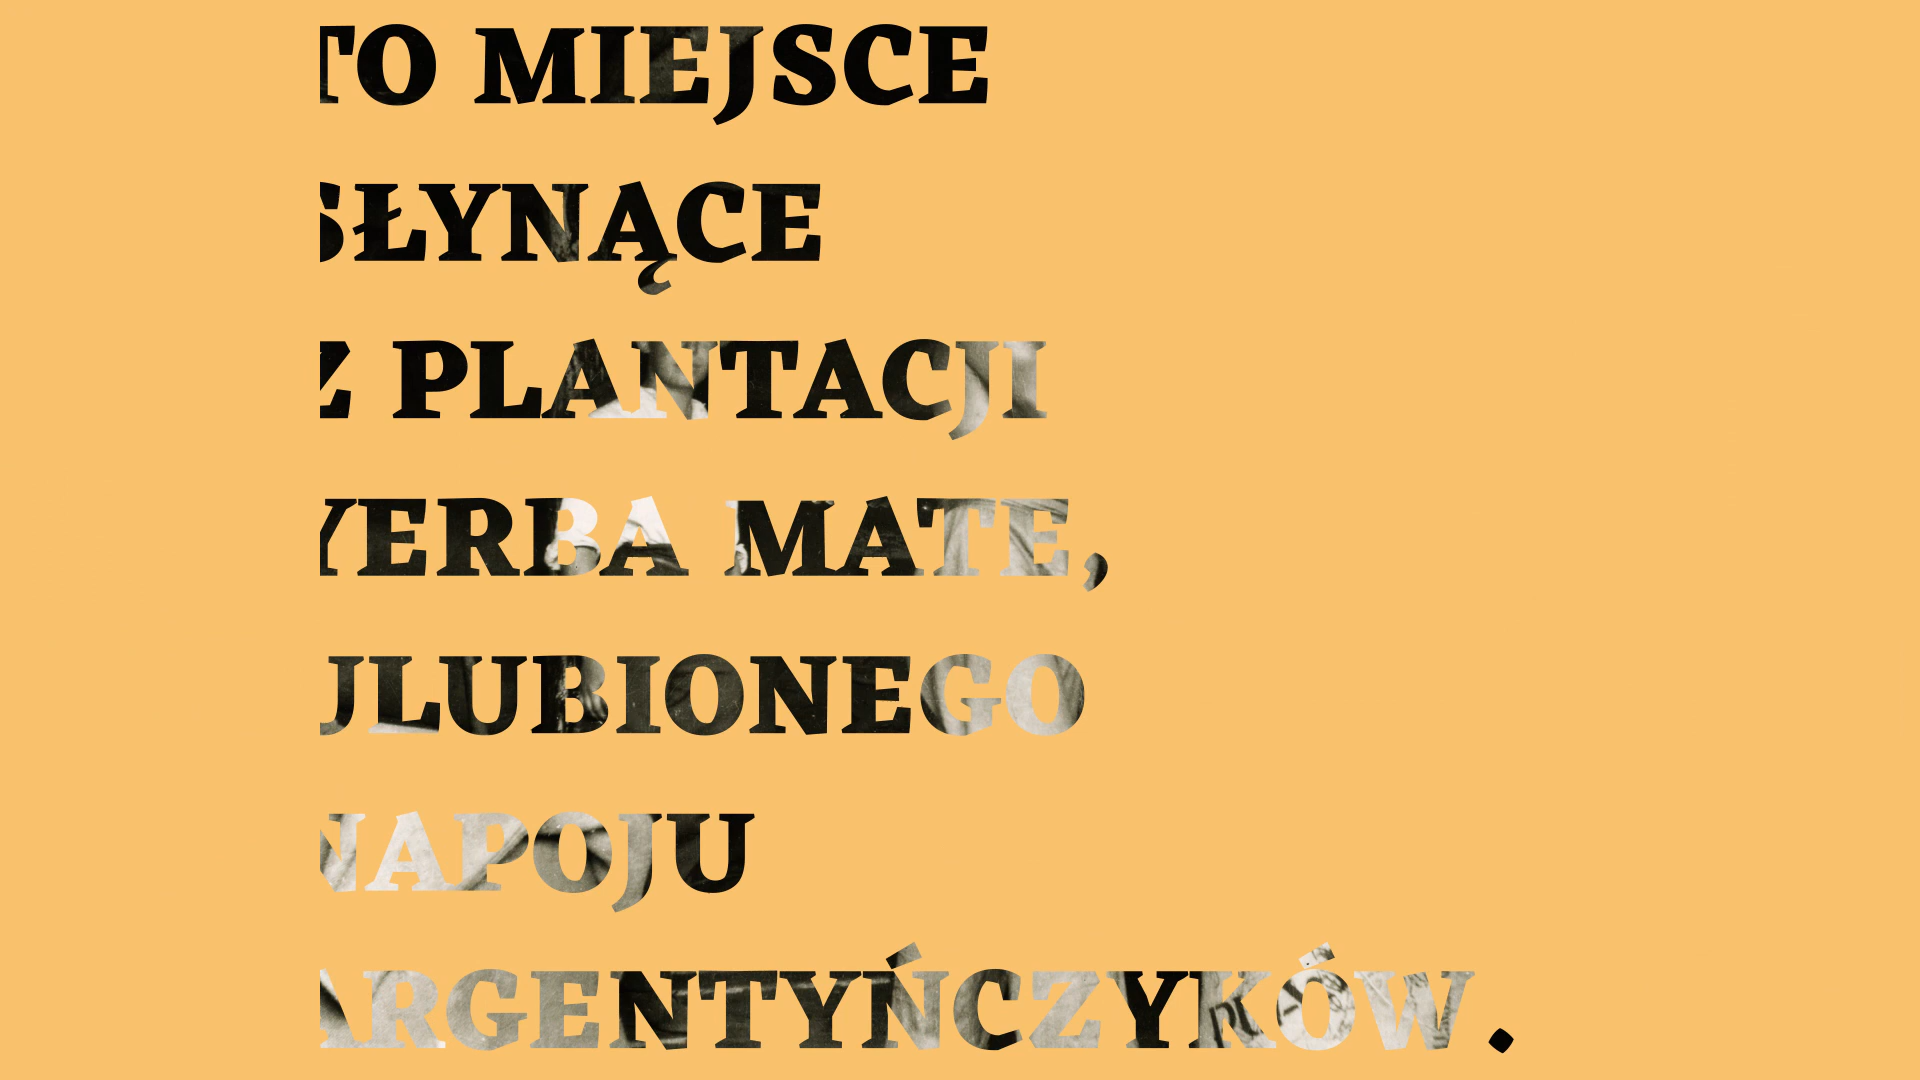 TO MIEJSCE
SŁYNĄCE
Z PLANTACJI
YERBA MATE,
ULUBIONEGO
NAPOJU
ARGENTYŃCZYKÓW.